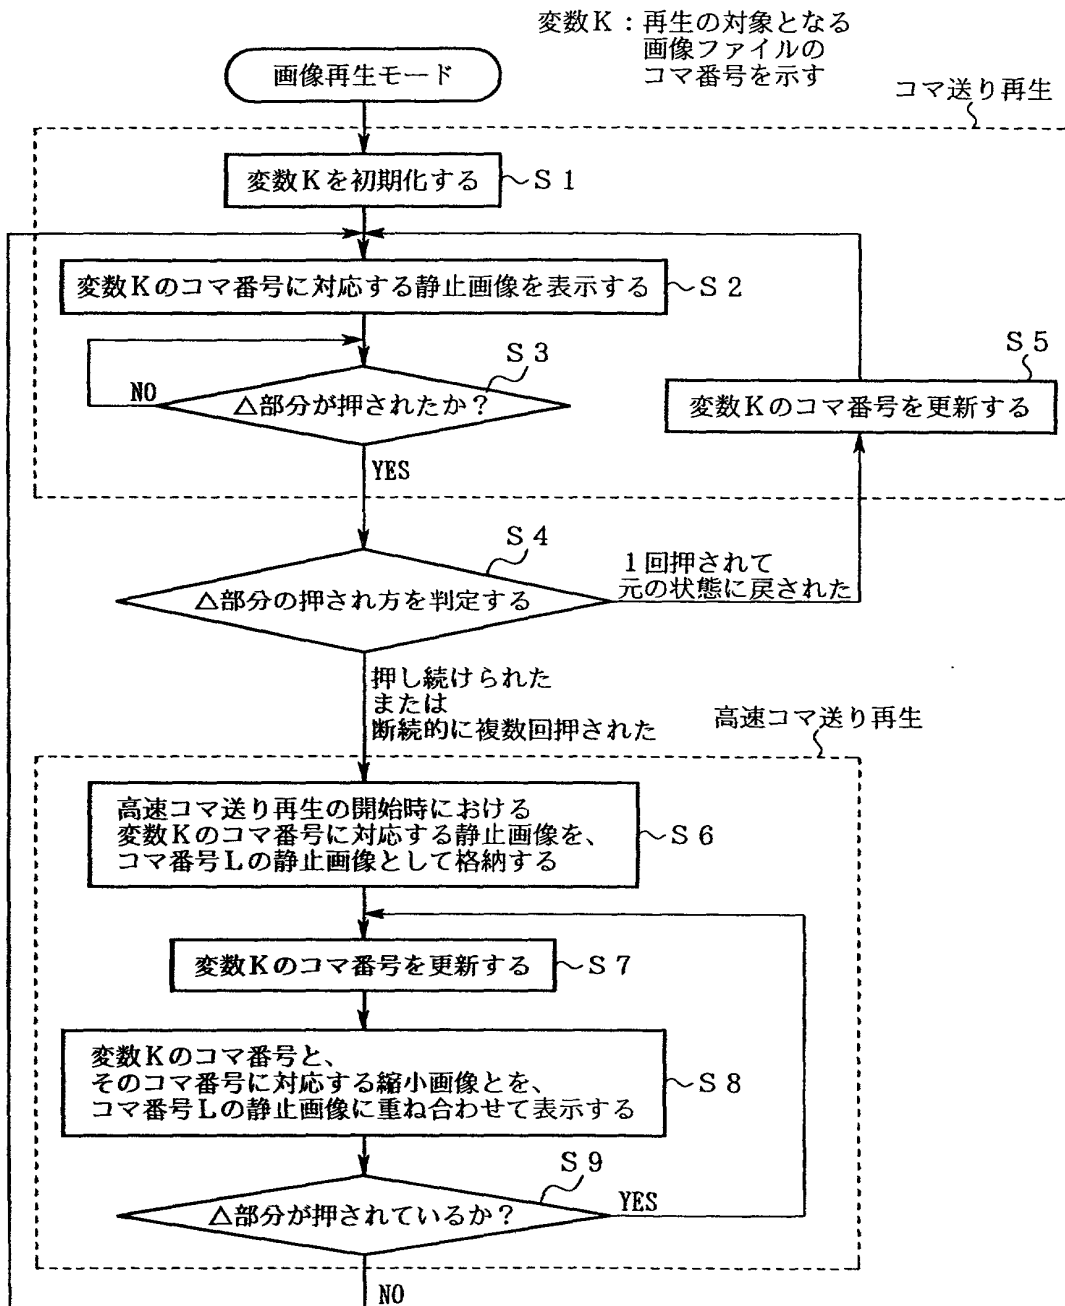 変数K：再生の対象となる
画像ファイルの
コマ番号を示す
画像再生モード
コマ送り再生
変数Kを初期化する
S1
変数Kのコマ番号に対応する静止画像を表示する
S2
S3
NO
△部分が押されたか？
S5
変数Kのコマ番号を更新する
YES
S4
△部分の押され方を判定する
1回押されて
元の状態に戻された
押し続けられた
または
断続的に複数回押された
高速コマ送り再生
高速コマ送り再生の開始時における
変数Kのコマ番号に対応する静止画像を、
コマ番号Lの静止画像として格納する
S6
変数Kのコマ番号を更新する
S7
変数Kのコマ番号と、
そのコマ番号に対応する縮小画像とを、
コマ番号Lの静止画像に重ね合わせて表示する
S8
S9
△部分が押されているか？
YES
NO